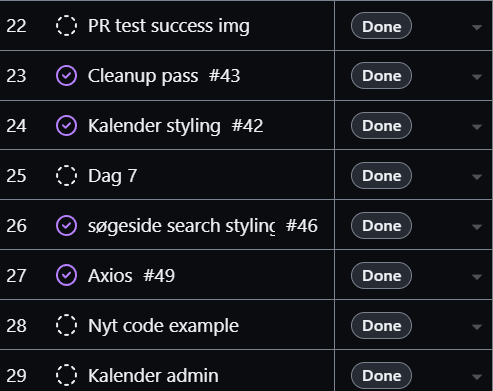 22 PR test success img Done
23 Cleanup pass #43 Done
24 Kalender styling #42 Done
25 Dag 7 Done
26 søgeside search styling #46 Done
27 Axios #49 Done
28 Nyt code example Done
29 Kalender admin Done